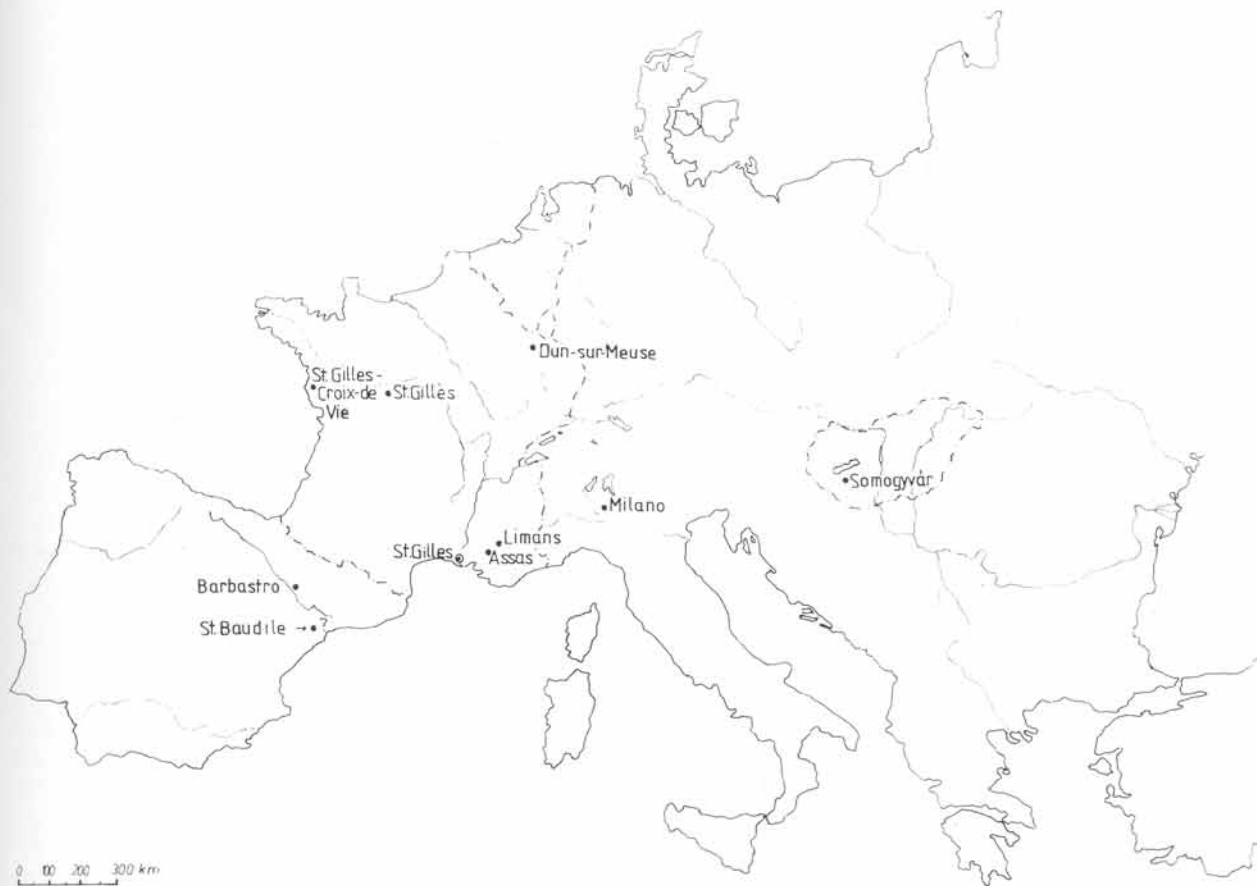 Dun-sur-Meuse
St. Gilles-
Croix-de
Vie
St. Gilles
Somogyvár
Milano
Limans
St. Gilles
Assas
Barbastro
St. Baudile → ?
0 100 200 300 km